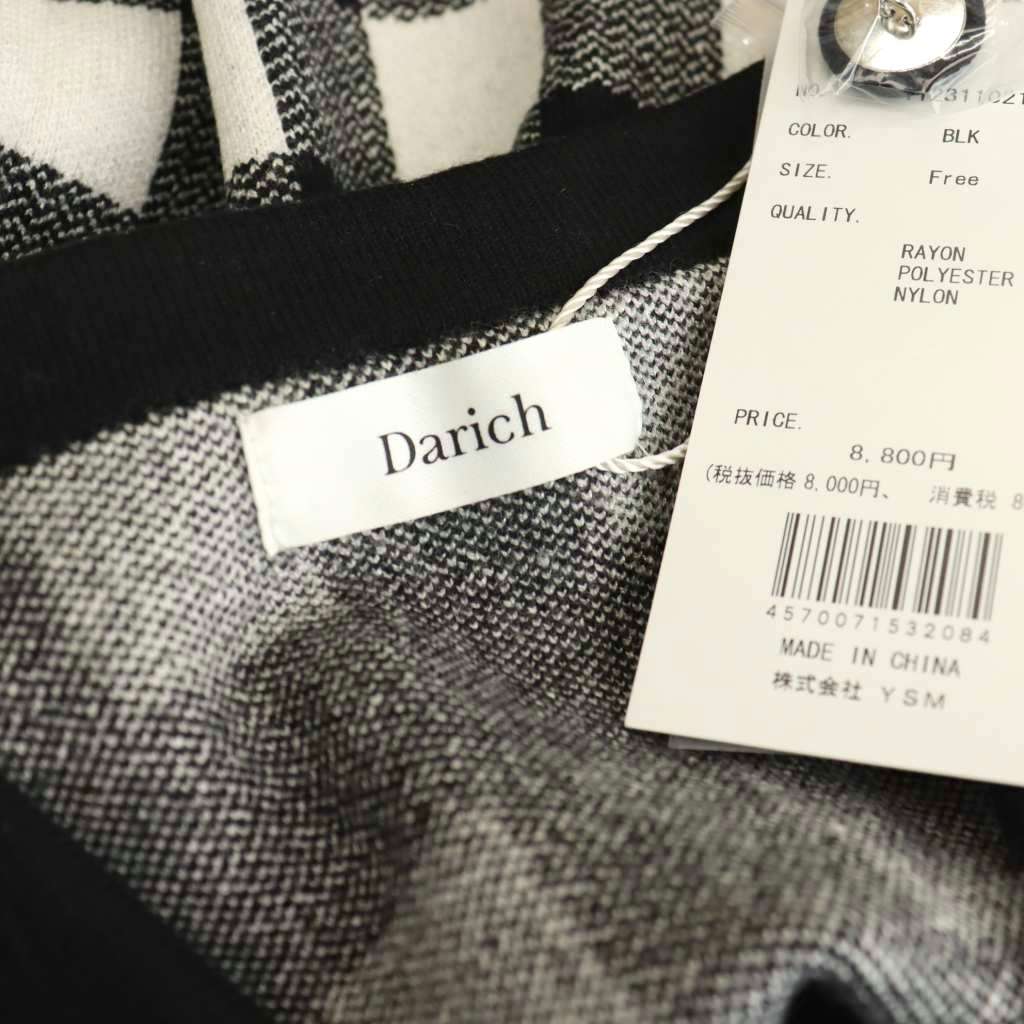 Darich
COLOR. BLK
SIZE. Free
QUALITY.
RAYON
POLYESTER
NYLON
PRICE.
8,800円
(税抜価格 8,000円、 消費税 8
4570071532084
MADE IN CHINA
株式会社 YSM